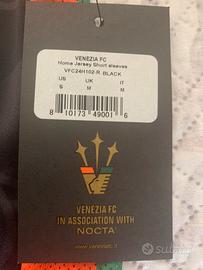 VENEZIA FC
Home Jersey Short sleeves
VFC24H102-R BLACK
US UK IT
S M M
8 10173 49001 6
VENEZIA FC
IN ASSOCIATION WITH
NOCTA
www.veneziafc.it
subito